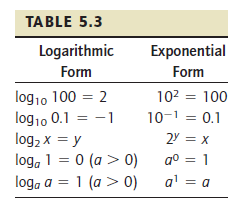 TABLE 5.3
Logarithmic Form Exponential Form
log₁₀ 100 = 2 10² = 100
log₁₀ 0.1 = −1 10⁻¹ = 0.1
log₂ x = y 2ʸ = x
logₐ 1 = 0 (a > 0) a⁰ = 1
logₐ a = 1 (a > 0) a¹ = a